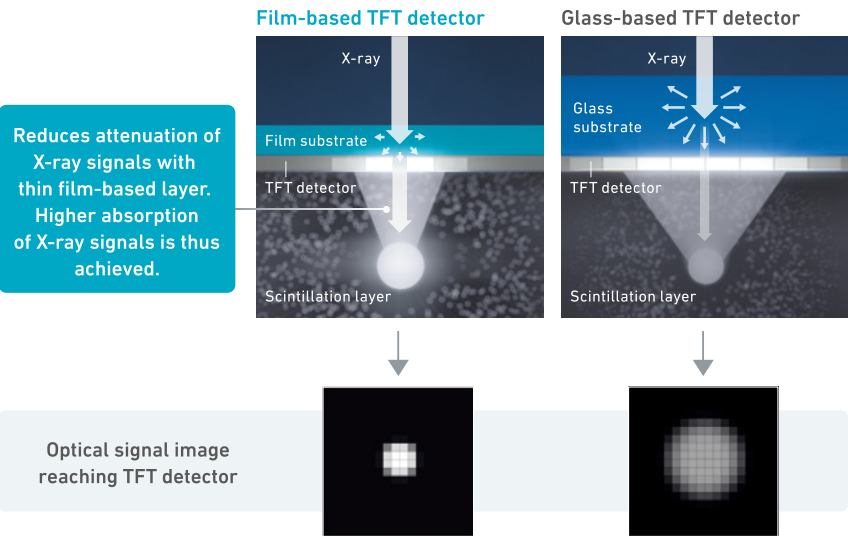 Film-based TFT detector
Glass-based TFT detector
X-ray
X-ray
Reduces attenuation of
X-ray signals with
thin film-based layer.
Higher absorption
of X-ray signals is thus
achieved.
Film substrate
TFT detector
Scintillation layer
Glass
substrate
TFT detector
Scintillation layer
Optical signal image
reaching TFT detector